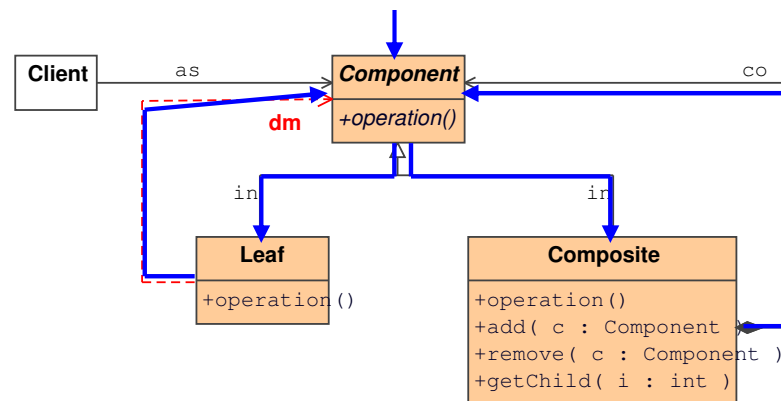 Client
as
Component
co
dm
+operation()
in
in
Leaf
+operation()
Composite
+operation()
+add( c : Component )
+remove( c : Component )
+getChild( i : int )